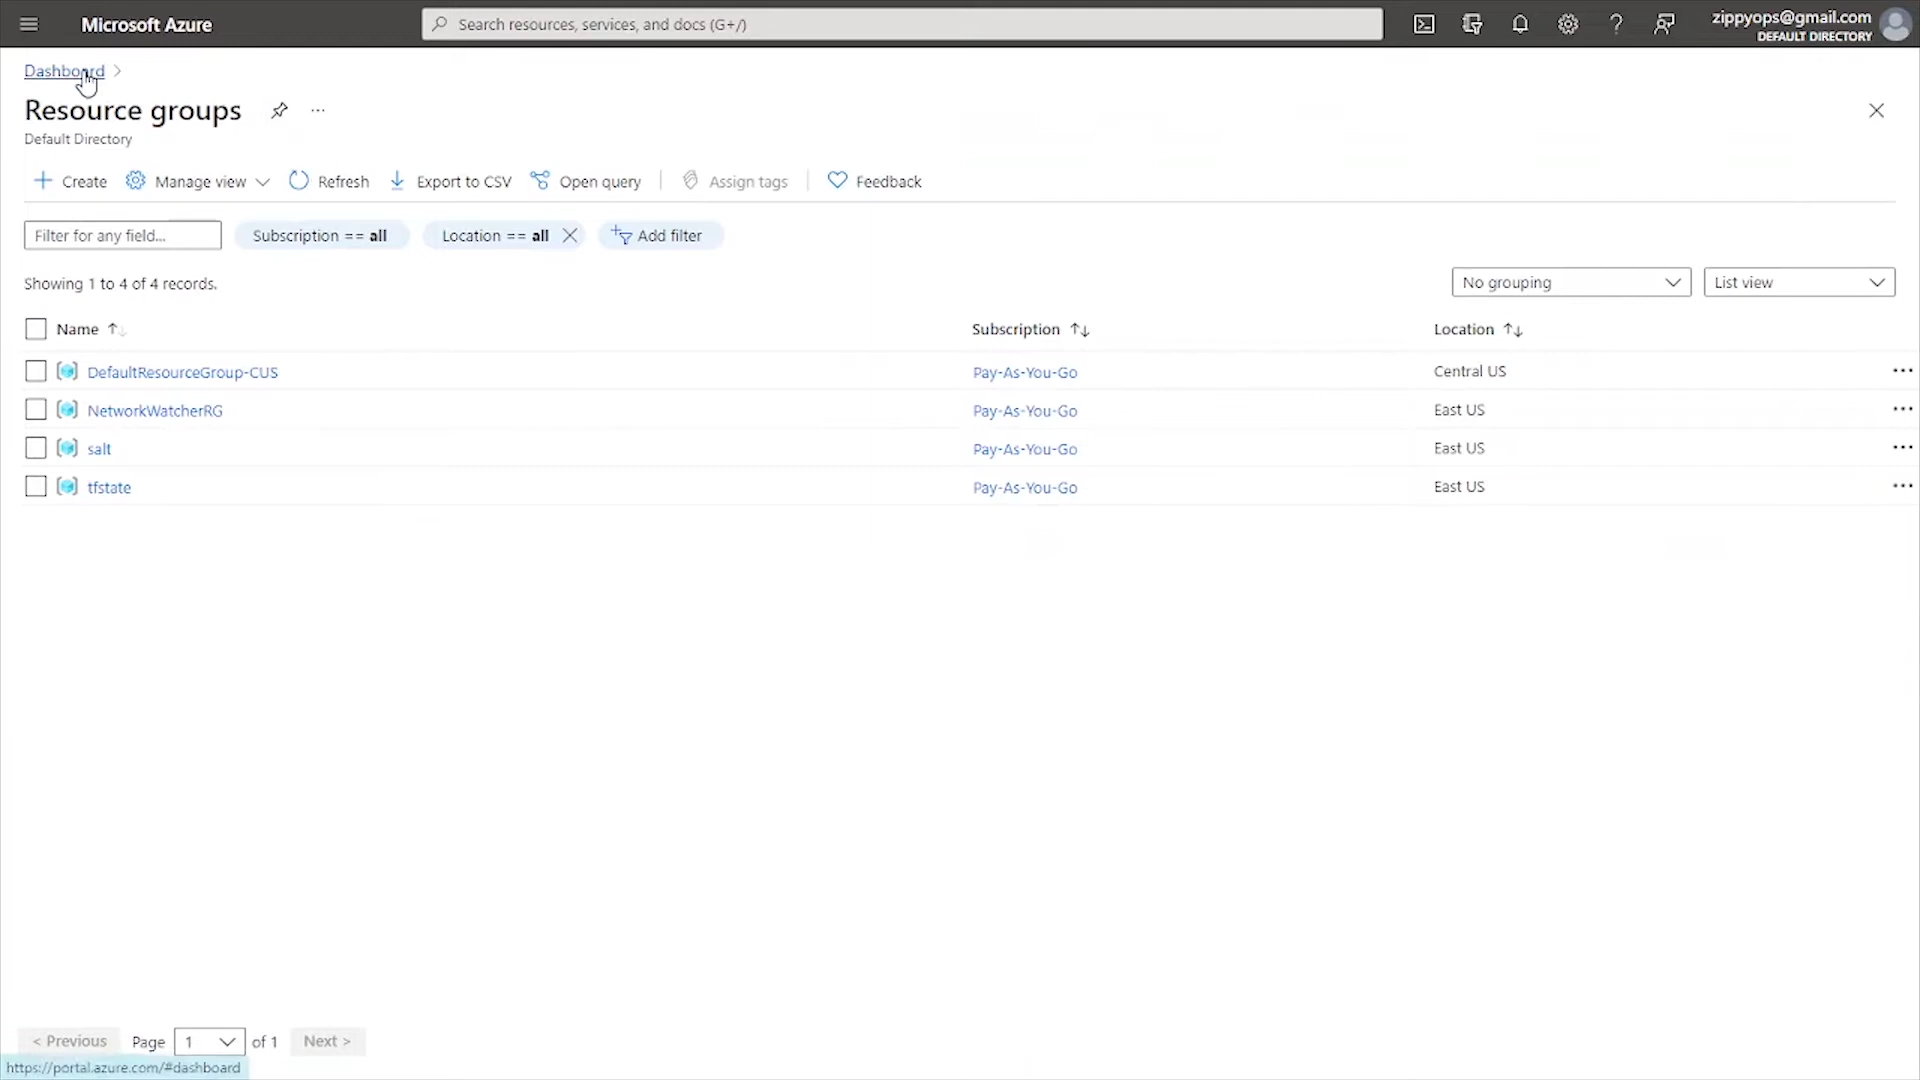 Microsoft Azure
Search resources, services, and docs (G+/)
zippyops@gmail.com
DEFAULT DIRECTORY
Dashboard
Resource groups
Default Directory
Create
Manage view
Refresh
Export to CSV
Open query
Assign tags
Feedback
Filter for any field...
Subscription == all
Location == all
Add filter
Showing 1 to 4 of 4 records.
No grouping
List view
Name Subscription Location
DefaultResourceGroup-CUS Pay-As-You-Go Central US
NetworkWatcherRG Pay-As-You-Go East US
salt Pay-As-You-Go East US
tfstate Pay-As-You-Go East US
< Previous Page 1 of 1 Next >
https://portal.azure.com/#dashboard